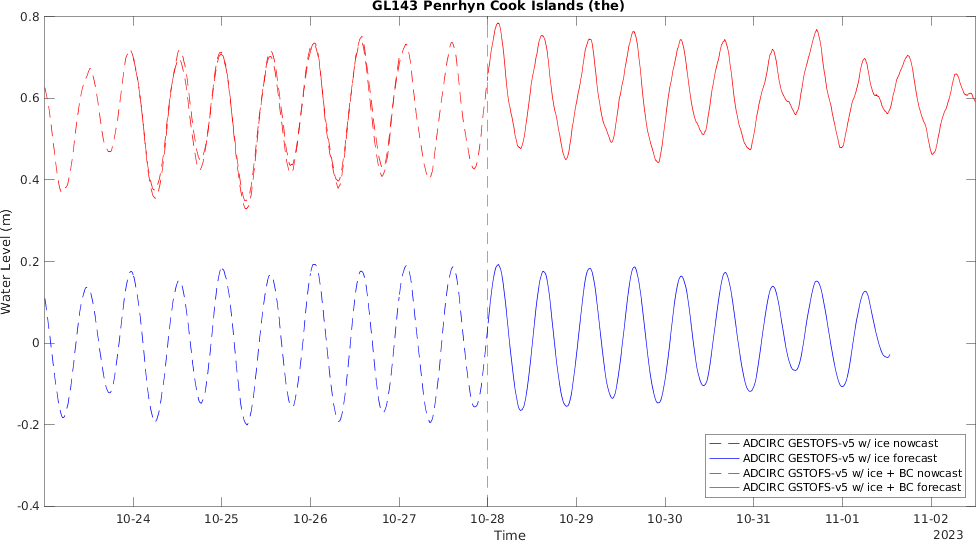 GL143 Penrhyn Cook Islands (the)
0.8
0.6
0.4
0.2
0
-0.2
-0.4
Water Level (m)
ADCIRC GESTOFS-v5 w/ ice nowcast
ADCIRC GESTOFS-v5 w/ ice forecast
ADCIRC GSTOFS-v5 w/ ice + BC nowcast
ADCIRC GSTOFS-v5 w/ ice + BC forecast
10-24 10-25 10-26 10-27 10-28 10-29 10-30 10-31 11-01 11-02
Time
2023